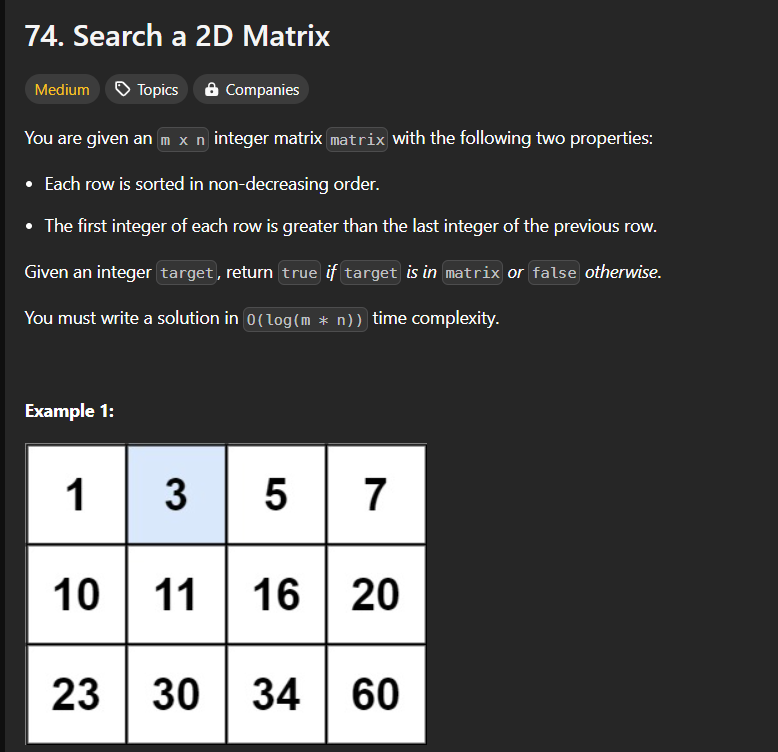 74. Search a 2D Matrix
Medium Topics Companies
You are given an m x n integer matrix matrix with the following two properties:
• Each row is sorted in non-decreasing order.
• The first integer of each row is greater than the last integer of the previous row.
Given an integer target, return true if target is in matrix or false otherwise.
You must write a solution in O(log(m * n)) time complexity.
Example 1:
1 3 5 7
10 11 16 20
23 30 34 60